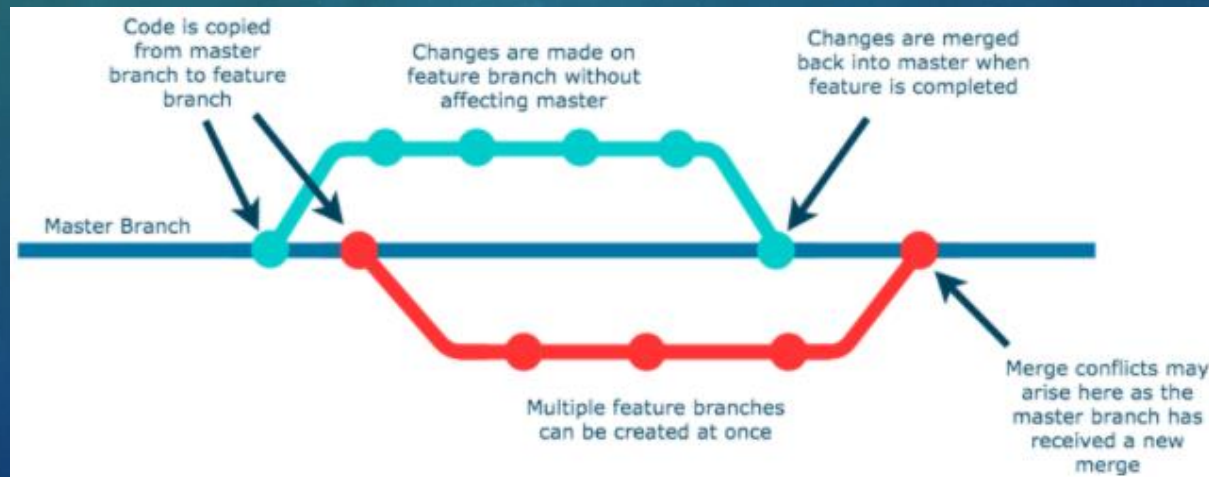 Code is copied
from master
branch to feature
branch
Changes are made on
feature branch without
affecting master
Changes are merged
back into master when
feature is completed
Master Branch
Multiple feature branches
can be created at once
Merge conflicts may
arise here as the
master branch has
received a new
merge